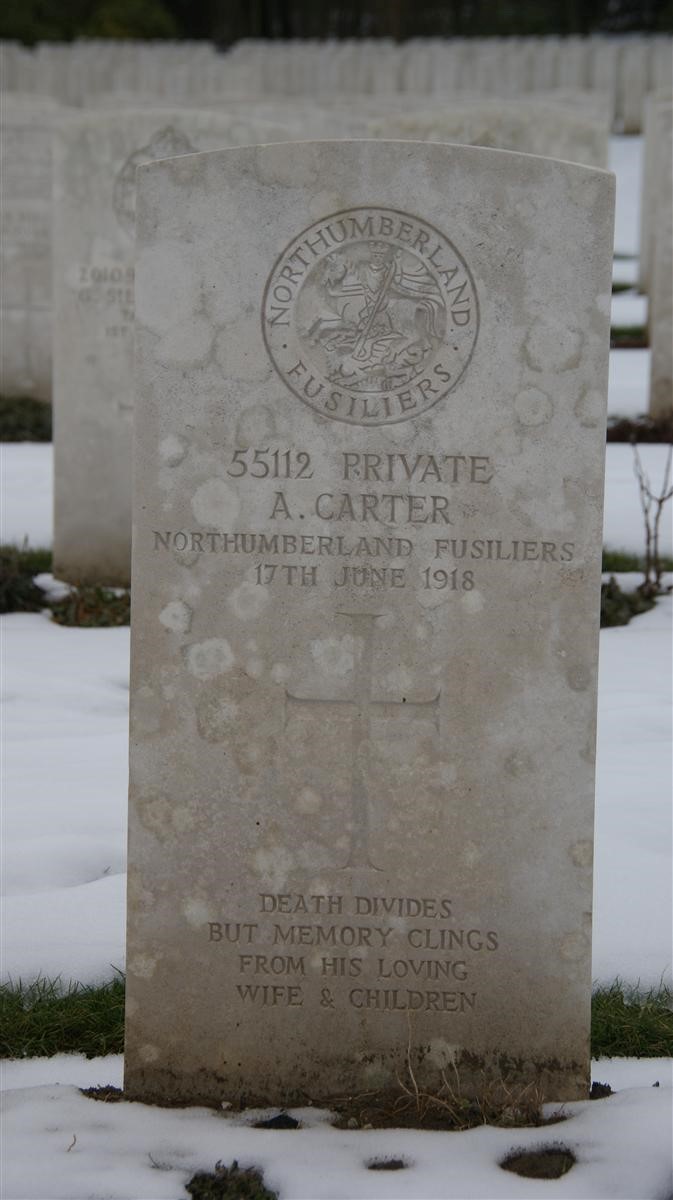 NORTHUMBERLAND
FUSILIERS
55112 PRIVATE
A. CARTER
NORTHUMBERLAND FUSILIERS
17TH JUNE 1918
DEATH DIVIDES
BUT MEMORY CLINGS
FROM HIS LOVING
WIFE & CHILDREN